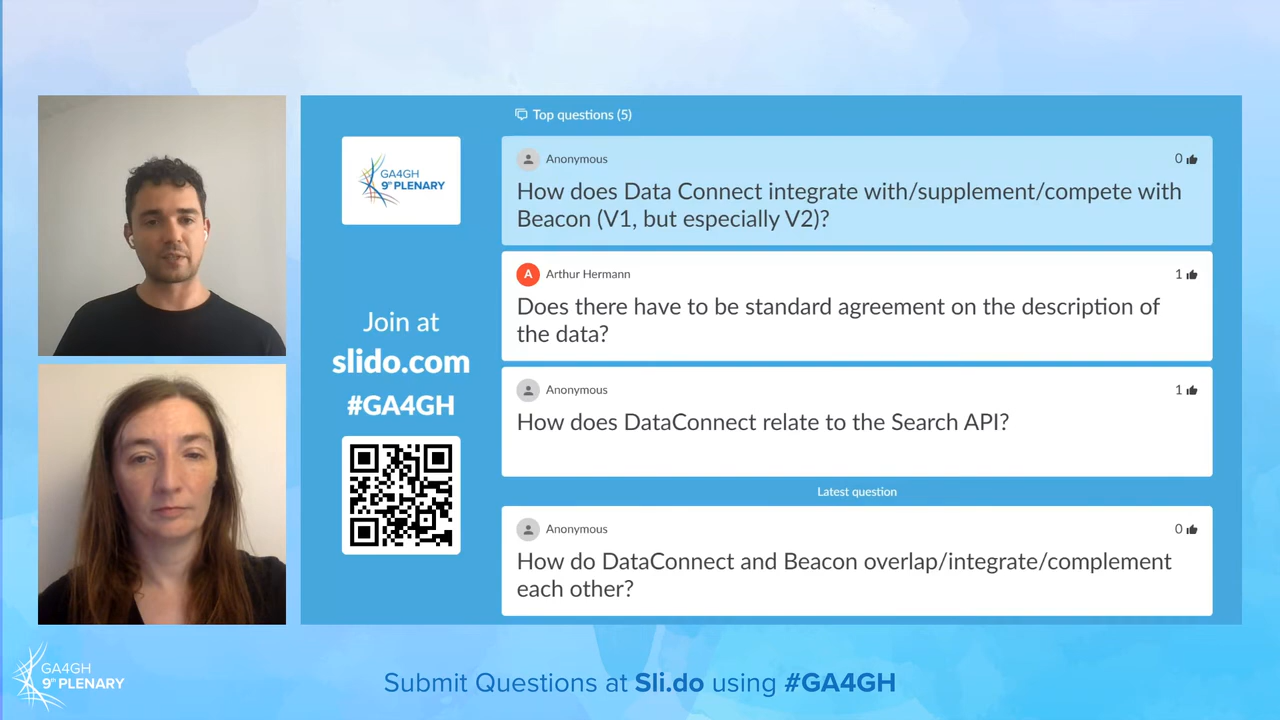 GA4GH
9th PLENARY
Join at
slido.com
#GA4GH
Top questions (5)
Anonymous
0
How does Data Connect integrate with/supplement/compete with
Beacon (V1, but especially V2)?
A
Arthur Hermann
1
Does there have to be standard agreement on the description of
the data?
Anonymous
1
How does DataConnect relate to the Search API?
Latest question
Anonymous
0
How do DataConnect and Beacon overlap/integrate/complement
each other?
GA4GH
9th PLENARY
Submit Questions at Sli.do using #GA4GH